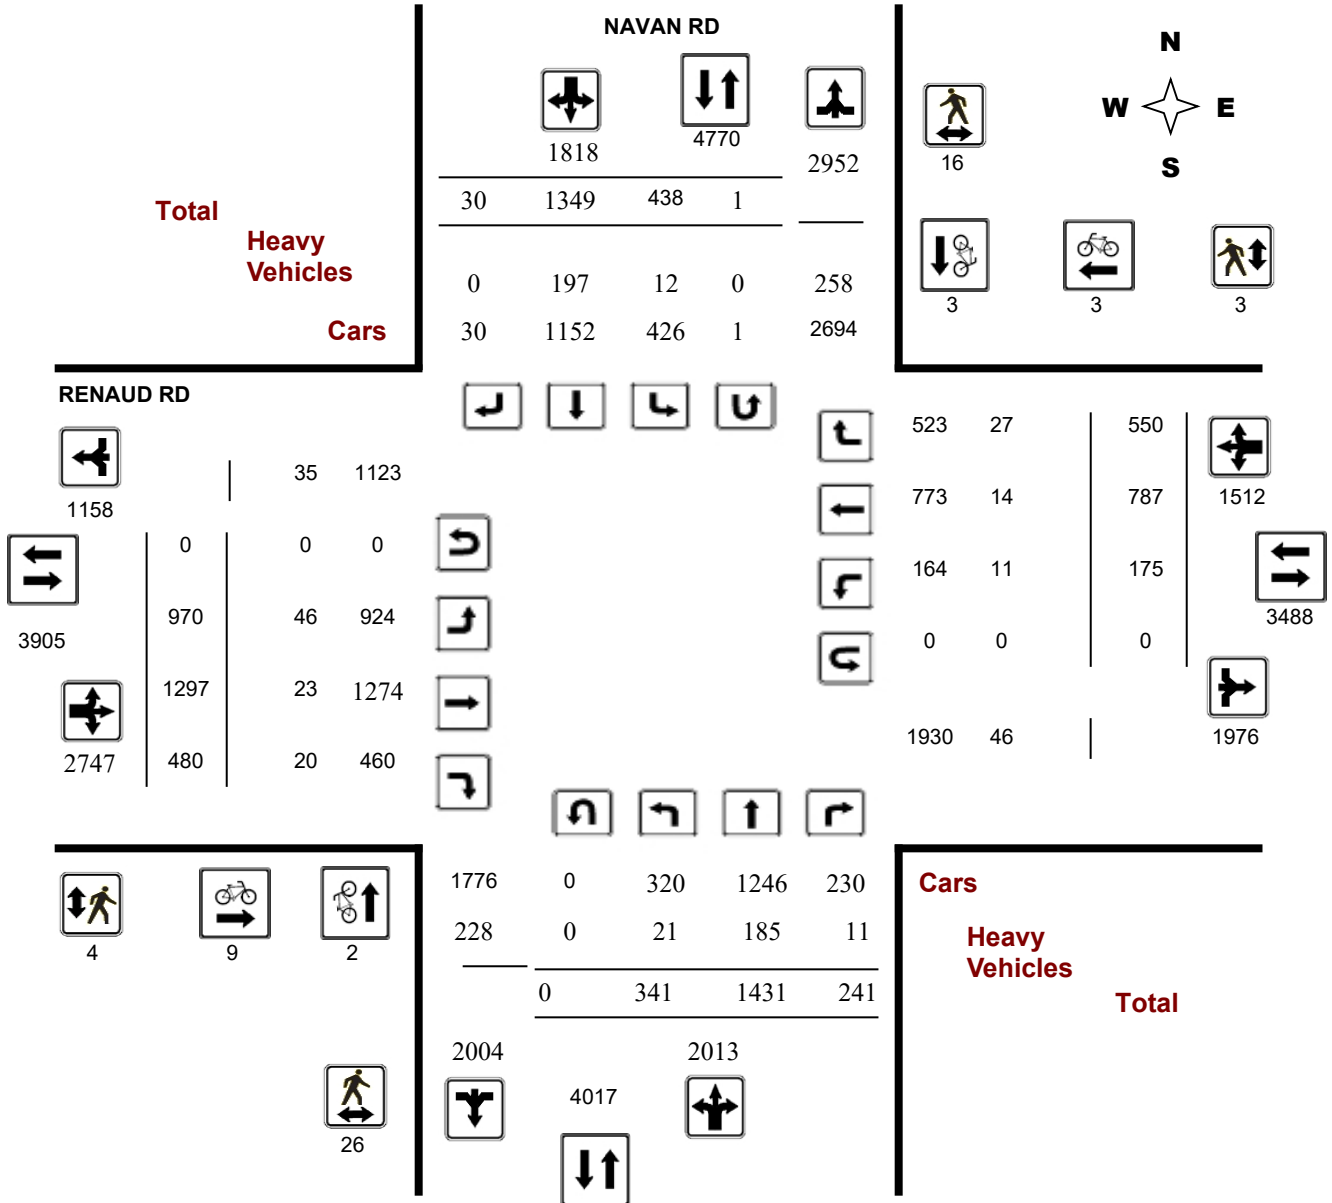 NAVAN RD
N
W E
S
1818
4770
2952
16
30 1349 438 1
Total
Heavy
Vehicles
0 197 12 0 258
3 3 3
Cars
30 1152 426 1 2694
RENAUD RD
523 27 550
35 1123
1158
773 14 787 1512
0 0 0
164 11 175
3488
970 46 924
3905
0 0 0
1297 23 1274
1930 46 1976
2747 480 20 460
1776 0 320 1246 230
Cars
4 9 2
228 0 21 185 11
Heavy
Vehicles
0 341 1431 241
Total
2004 2013
4017
26